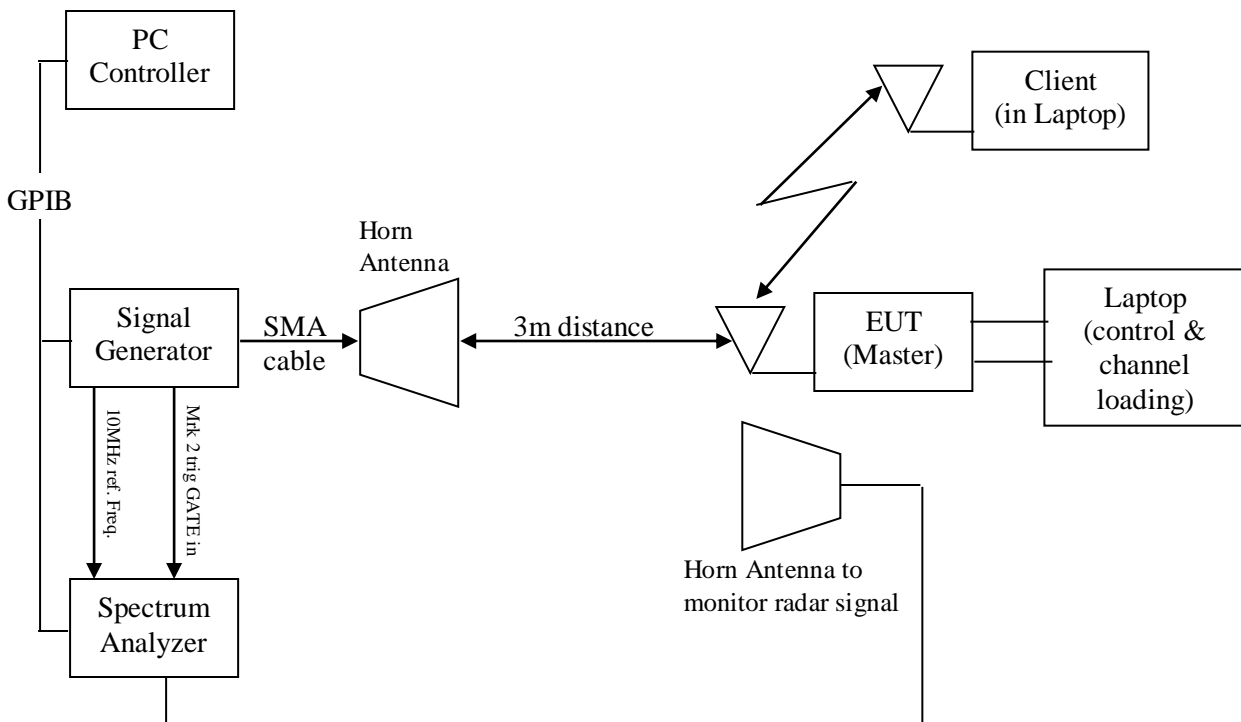 PC
Controller
Client
(in Laptop)
GPIB
Horn
Antenna
Signal
Generator
SMA
cable
3m distance
EUT
(Master)
Laptop
(control &
channel
loading)
10MHz ref. Freq.
Mrk 2 trig GATE in
Horn Antenna to
monitor radar signal
Spectrum
Analyzer